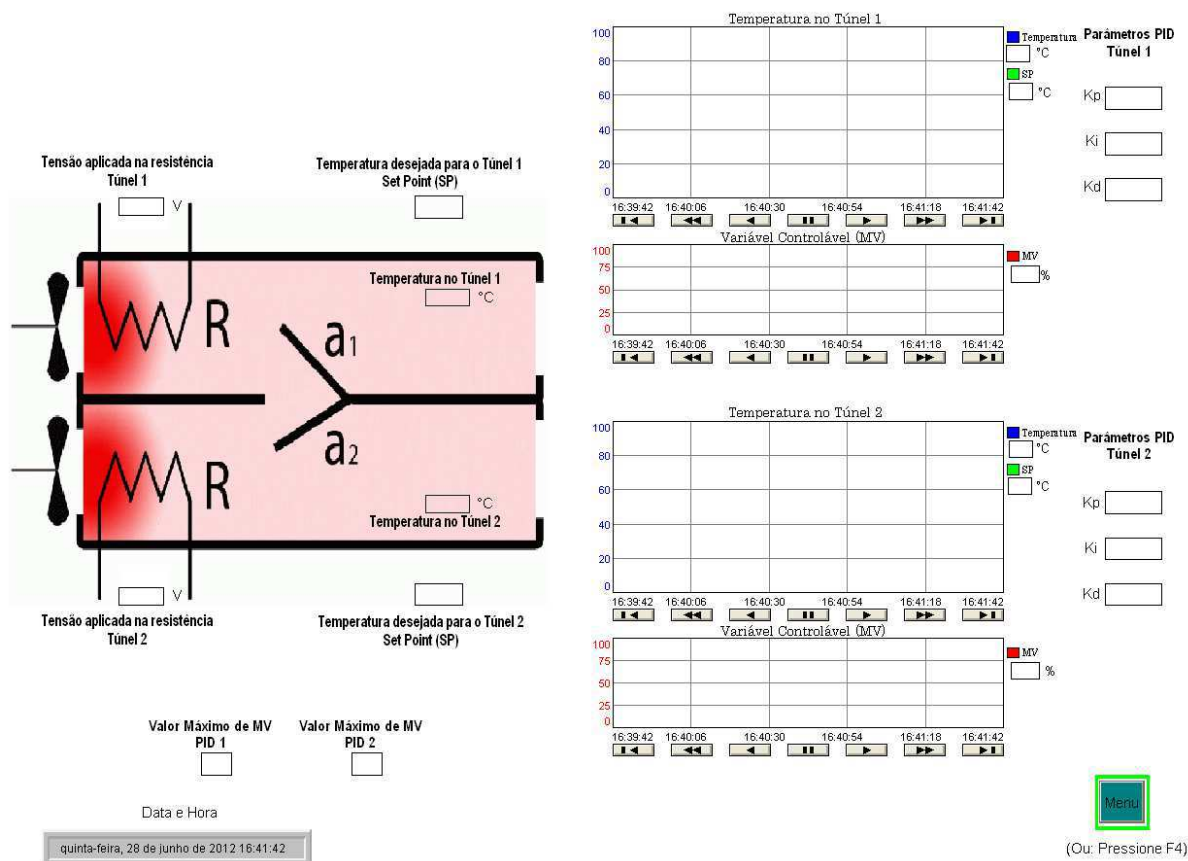 Tensão aplicada na resistência
Túnel 1
V
Temperatura desejada para o Túnel 1
Set Point (SP)
Temperatura no Túnel 1
°C
R
a1
a2
R
°C
Temperatura no Túnel 2
V
Tensão aplicada na resistência
Túnel 2
Temperatura desejada para o Túnel 2
Set Point (SP)
Valor Máximo de MV
PID 1
Valor Máximo de MV
PID 2
Data e Hora
quinta-feira, 28 de junho de 2012 16:41:42
Temperatura no Túnel 1
100
80
60
40
20
0
16:39:42 16:40:06 16:40:30 16:40:54 16:41:18 16:41:42
Temperatura
°C
SP
°C
Parámetros PID
Túnel 1
Kp
Ki
Kd
Variável Controlável (MV)
100
75
50
25
0
16:39:42 16:40:06 16:40:30 16:40:54 16:41:18 16:41:42
MV
%
Temperatura no Túnel 2
100
80
60
40
20
0
16:39:42 16:40:06 16:40:30 16:40:54 16:41:18 16:41:42
Temperatura
°C
SP
°C
Parámetros PID
Túnel 2
Kp
Ki
Kd
Variável Controlável (MV)
100
75
50
25
0
16:39:42 16:40:06 16:40:30 16:40:54 16:41:18 16:41:42
MV
%
Menu
(Ou: Pressione F4)